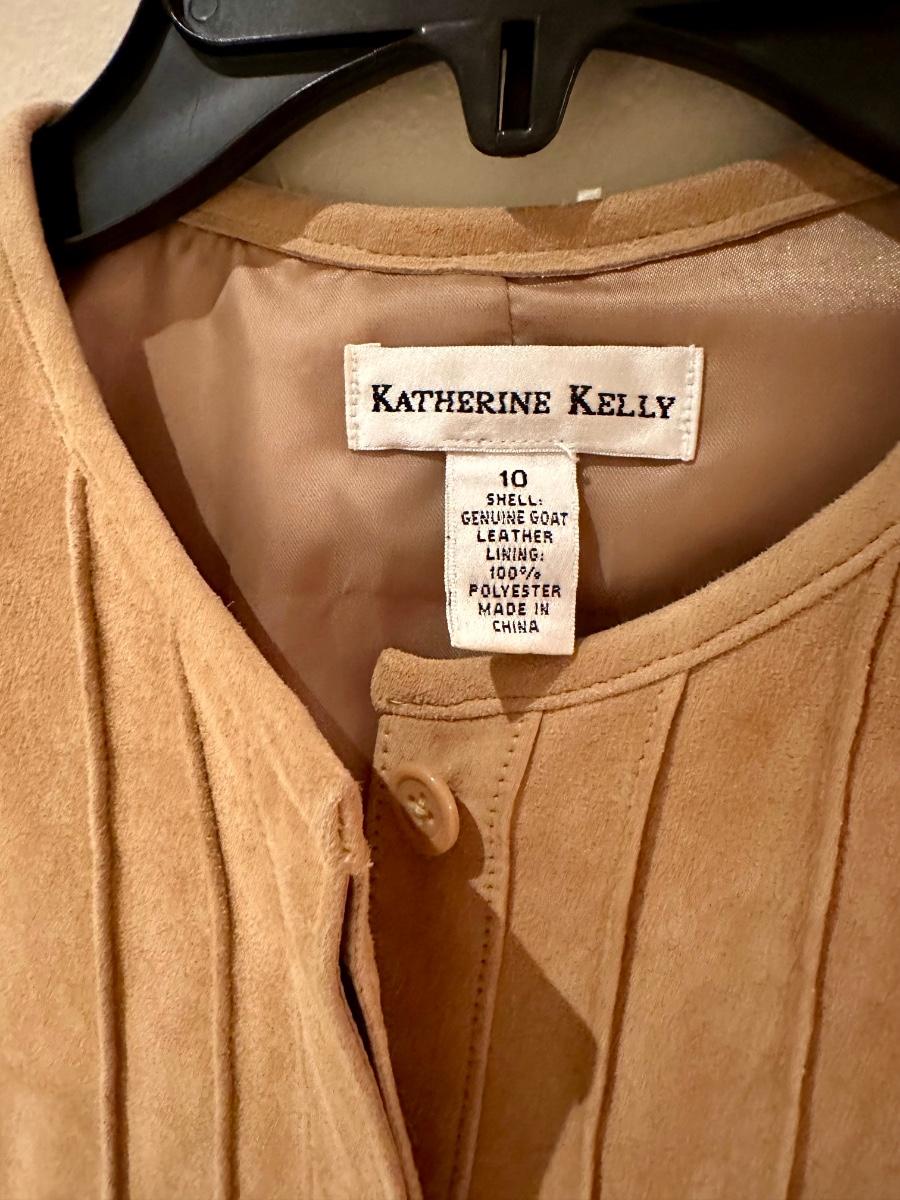 KATHERINE KELLY
10
SHELL:
GENUINE GOAT
LEATHER
LINING:
100%
POLYESTER
MADE IN
CHINA